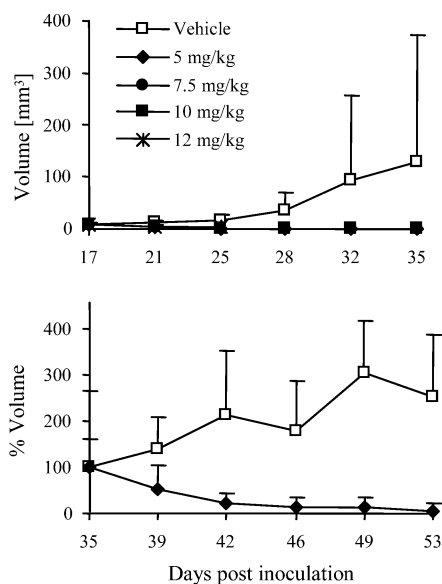 400
300
200
100
0
Volume [mm³]
Vehicle
5 mg/kg
7.5 mg/kg
10 mg/kg
12 mg/kg
17 21 25 28 32 35
400
300
200
100
0
% Volume
35 39 42 46 49 53
Days post inoculation